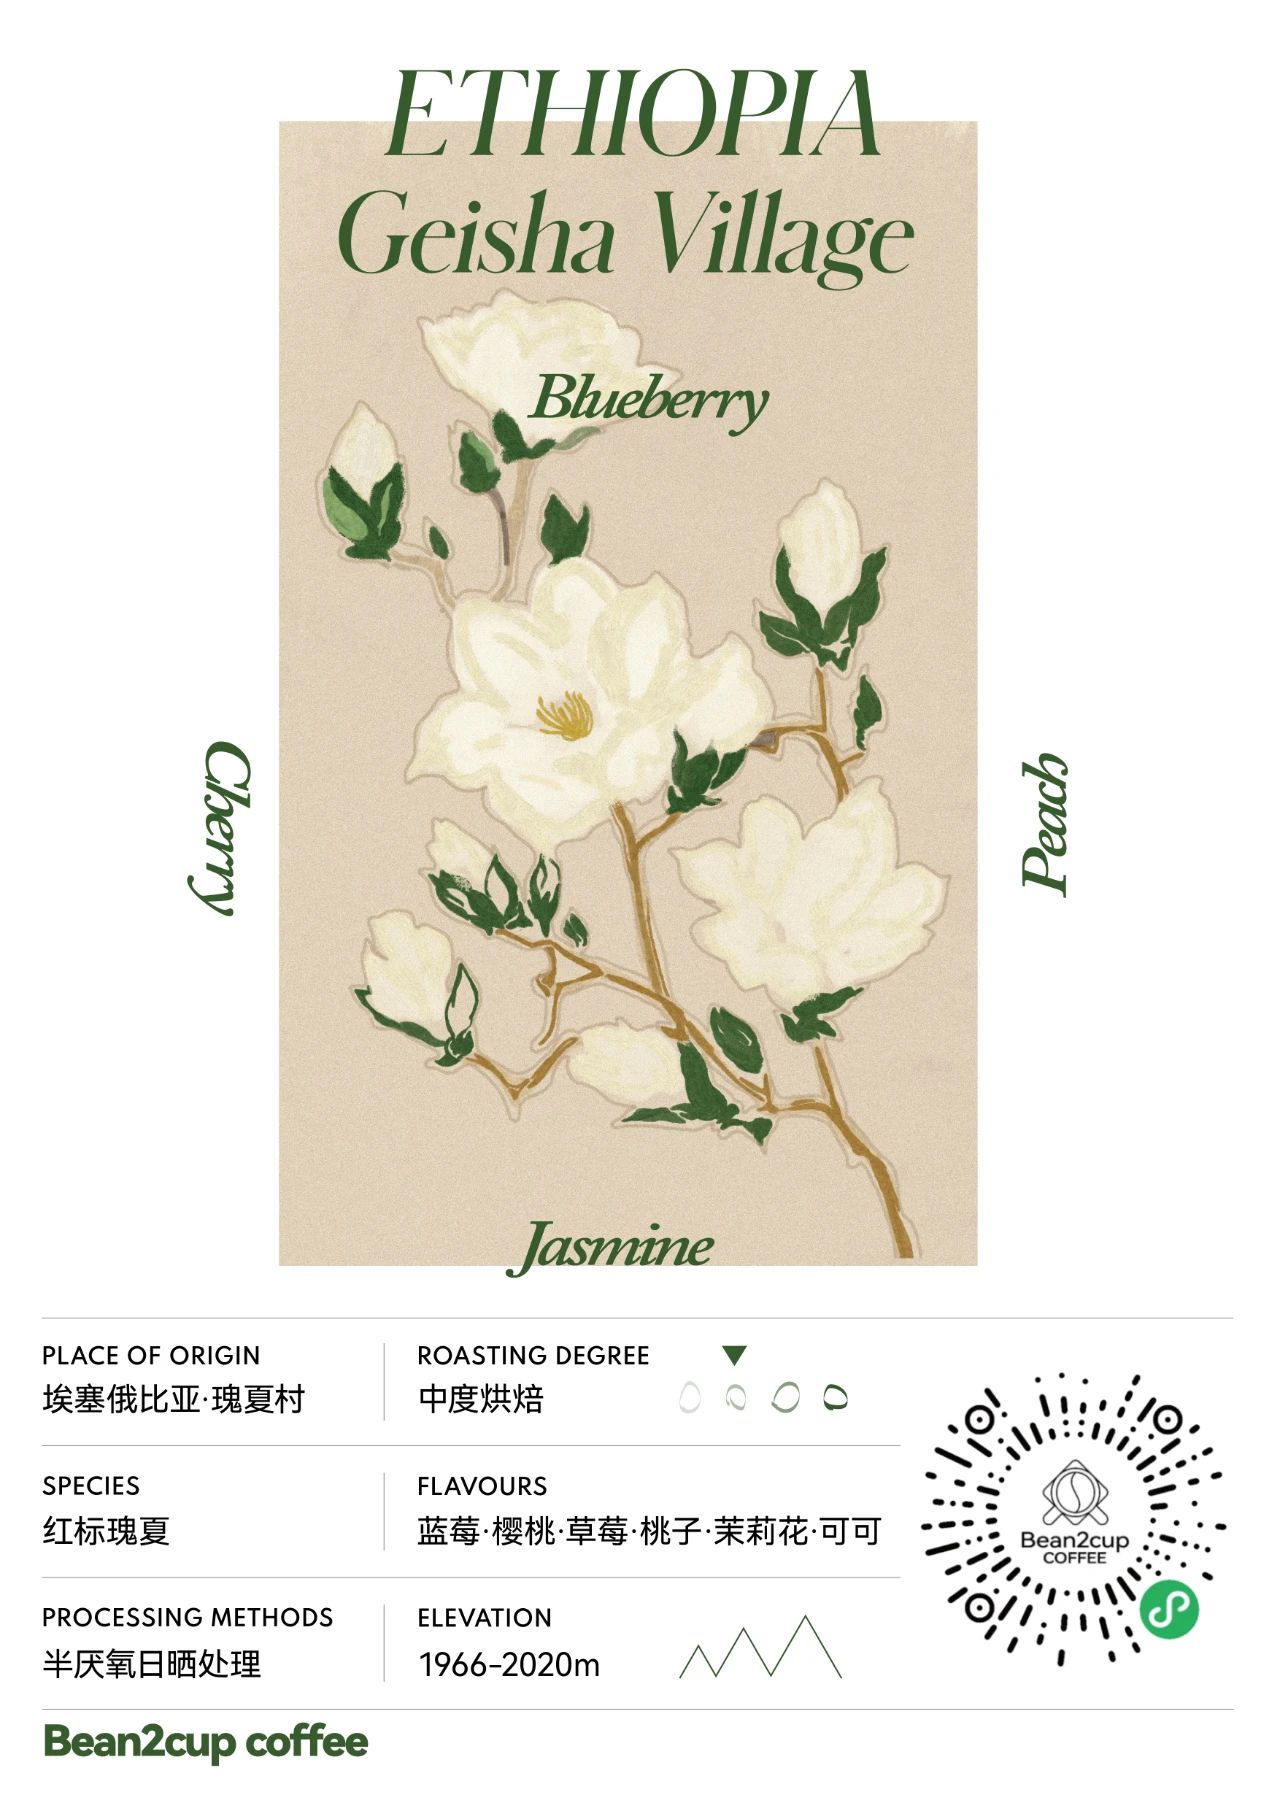 ETHIOPIA
Geisha Village
Blueberry
Cherry
Peach
Jasmine
PLACE OF ORIGIN
埃塞俄比亚·瑰夏村
ROASTING DEGREE
中度烘焙
SPECIES
红标瑰夏
FLAVOURS
蓝莓·樱桃·草莓·桃子·茉莉花·可可
PROCESSING METHODS
半厌氧日晒处理
ELEVATION
1966-2020m
Bean2cup
COFFEE
Bean2cup coffee